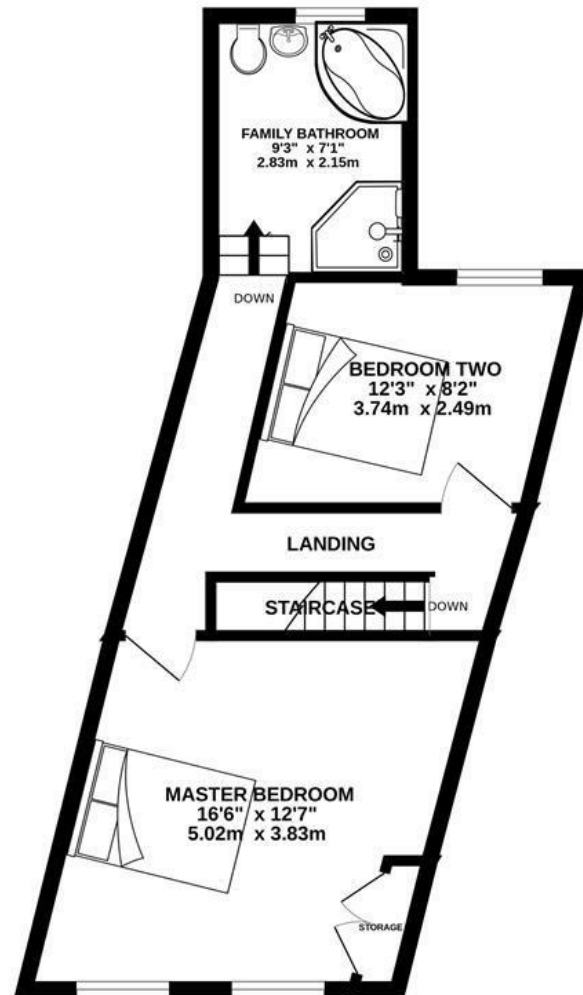 FAMILY BATHROOM
9'3" x 7'1"
2.83m x 2.15m
DOWN
BEDROOM TWO
12'3" x 8'2"
3.74m x 2.49m
LANDING
STAIRCASE
DOWN
MASTER BEDROOM
16'6" x 12'7"
5.02m x 3.83m
STORAGE